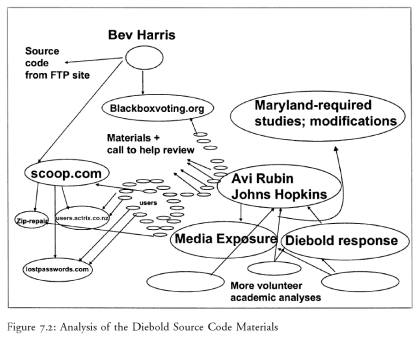 Bev Harris
Source
code
from FTP site
Blackboxvoting.org
Maryland-required
studies; modifications
Materials +
call to help review
scoop.com
Avi Rubin
Johns Hopkins
users
Zip-repair
users.actrix.co.nz
Media Exposure
Diebold response
lostpasswords.com
More volunteer
academic analyses
Figure 7.2: Analysis of the Diebold Source Code Materials